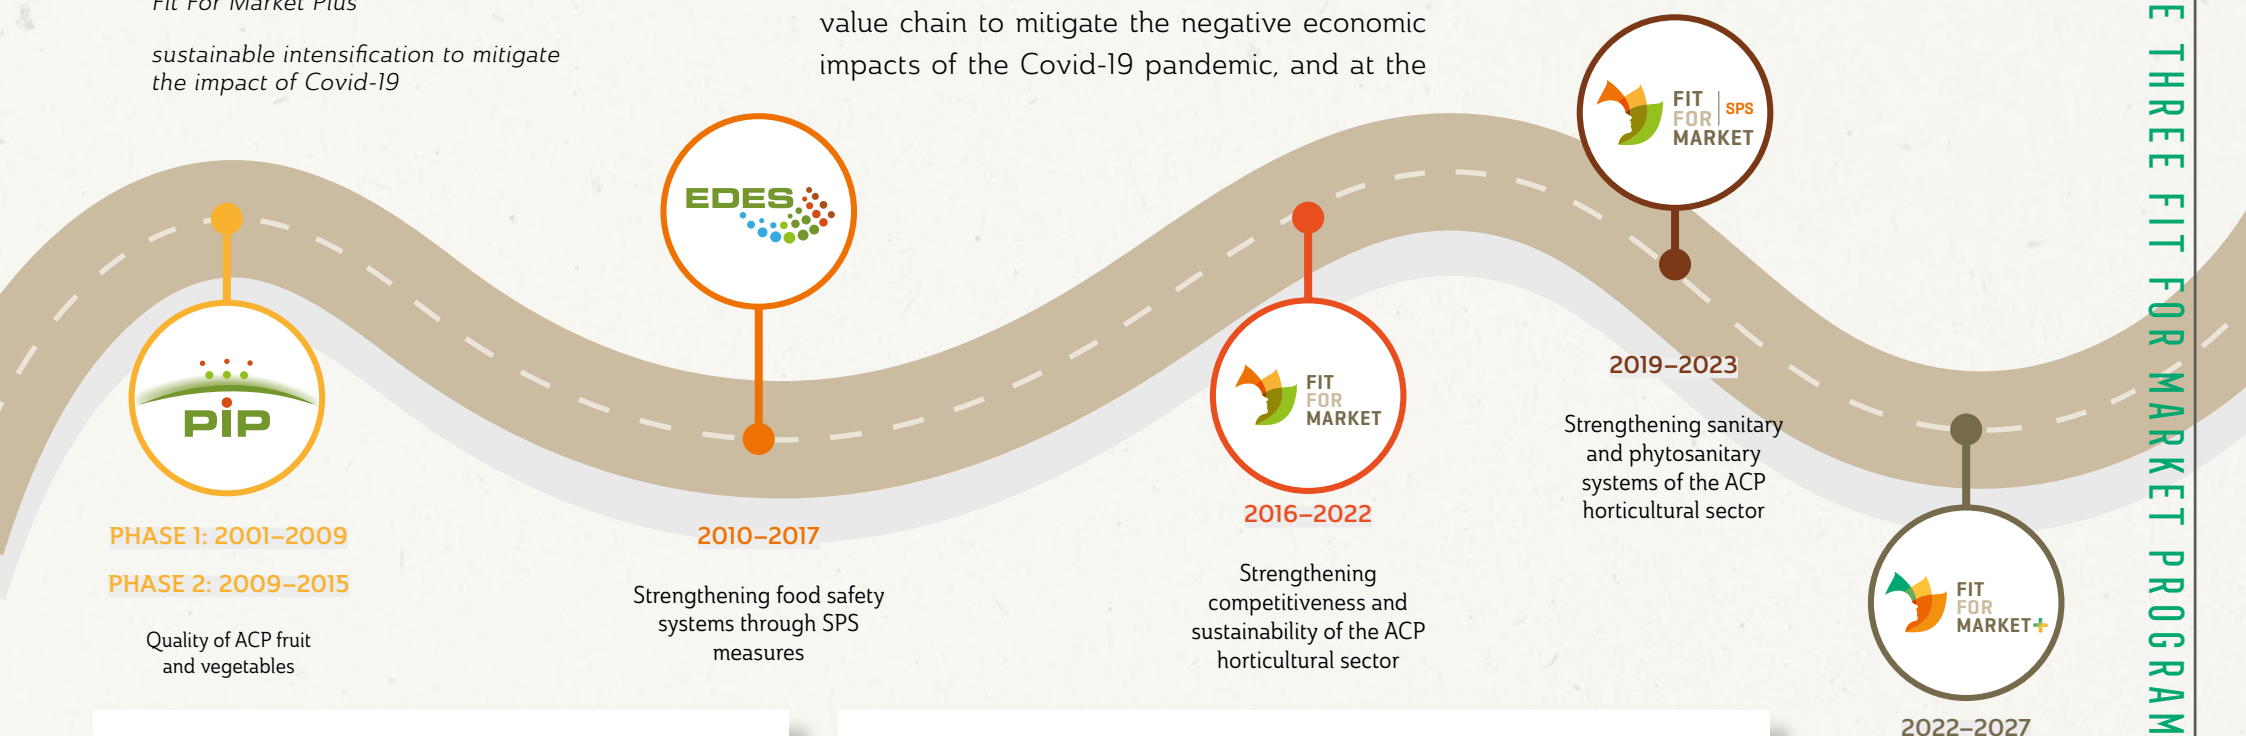 Fit For Market Plus
sustainable intensification to mitigate
the impact of Covid-19
value chain to mitigate the negative economic
impacts of the Covid-19 pandemic, and at the
PiP
PHASE 1: 2001–2009
PHASE 2: 2009–2015
Quality of ACP fruit
and vegetables
EDES
2010–2017
Strengthening food safety
systems through SPS
measures
FIT
FOR
MARKET
2016–2022
Strengthening
competitiveness and
sustainability of the ACP
horticultural sector
FIT
FOR
MARKET
SPS
2019–2023
Strengthening sanitary
and phytosanitary
systems of the ACP
horticultural sector
FIT
FOR
MARKET+
2022–2027
E THREE FIT FOR MARKET PROGRAM